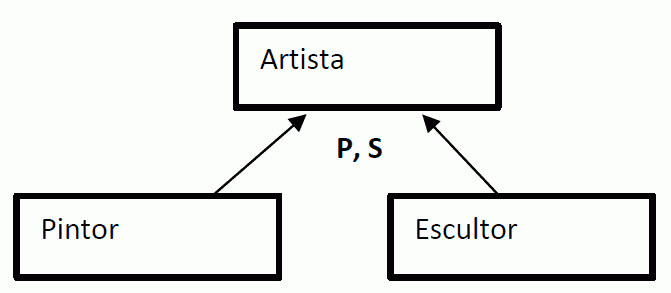 Artista
P, S
Pintor
Escultor